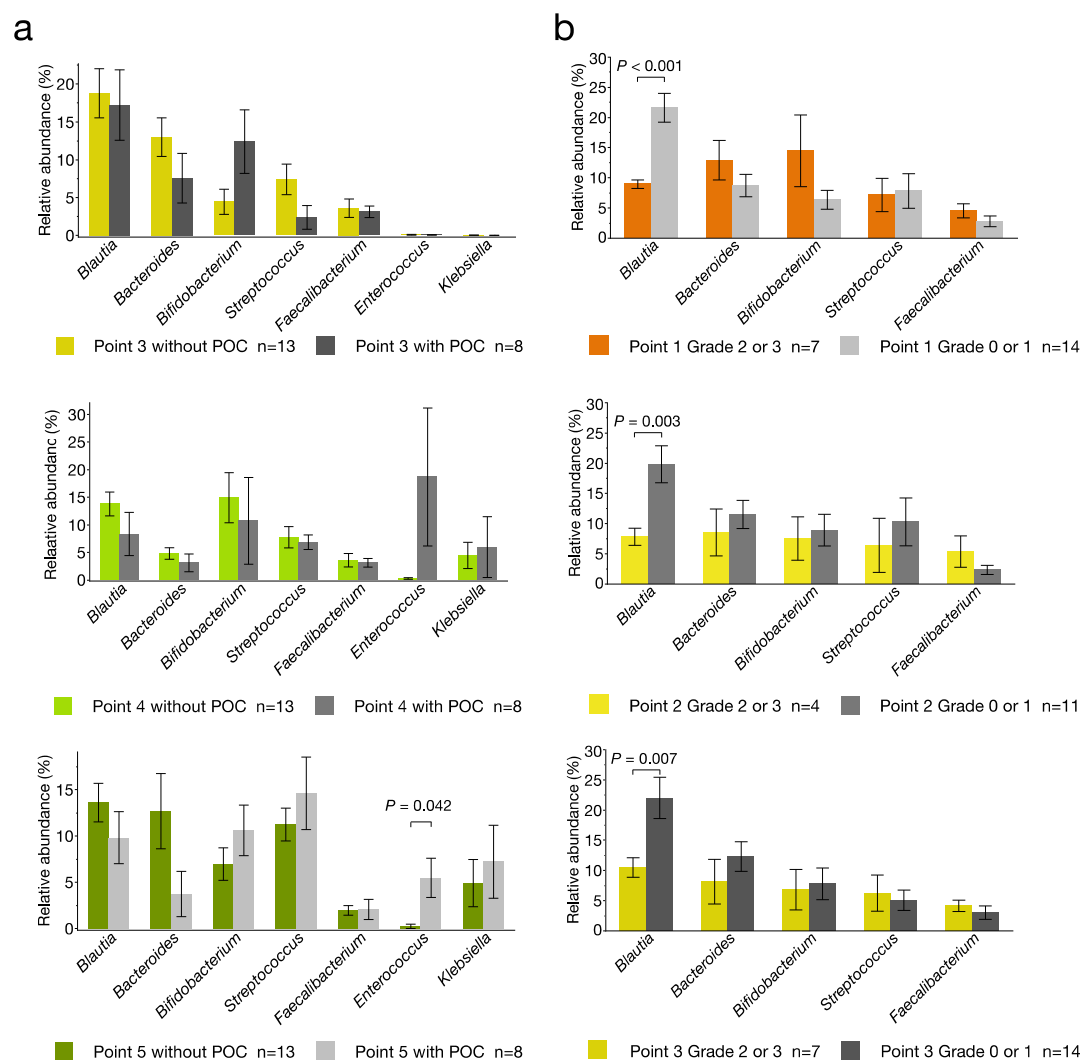 a
Relative abundance (%)
20
15
10
5
0
Blautia
Bacteroides
Bifidobacterium
Streptococcus
Faecalibacterium
Enterococcus
Klebsiella
Point 3 without POC n=13
Point 3 with POC n=8
Relative abundanc (%)
30
25
20
15
10
5
0
Blautia
Bacteroides
Bifidobacterium
Streptococcus
Faecalibacterium
Enterococcus
Klebsiella
Point 4 without POC n=13
Point 4 with POC n=8
Relative abundance (%)
15
10
5
0
P = 0.042
Blautia
Bacteroides
Bifidobacterium
Streptococcus
Faecalibacterium
Enterococcus
Klebsiella
Point 5 without POC n=13
Point 5 with POC n=8
b
Relative abundance (%)
30
25
20
15
10
5
0
P < 0.001
Blautia
Bacteroides
Bifidobacterium
Streptococcus
Faecalibacterium
Point 1 Grade 2 or 3 n=7
Point 1 Grade 0 or 1 n=14
Relative abundance (%)
30
25
20
15
10
5
0
P = 0.003
Blautia
Bacteroides
Bifidobacterium
Streptococcus
Faecalibacterium
Point 2 Grade 2 or 3 n=4
Point 2 Grade 0 or 1 n=11
Relative abundance (%)
30
25
20
15
10
5
0
P = 0.007
Blautia
Bacteroides
Bifidobacterium
Streptococcus
Faecalibacterium
Point 3 Grade 2 or 3 n=7
Point 3 Grade 0 or 1 n=14